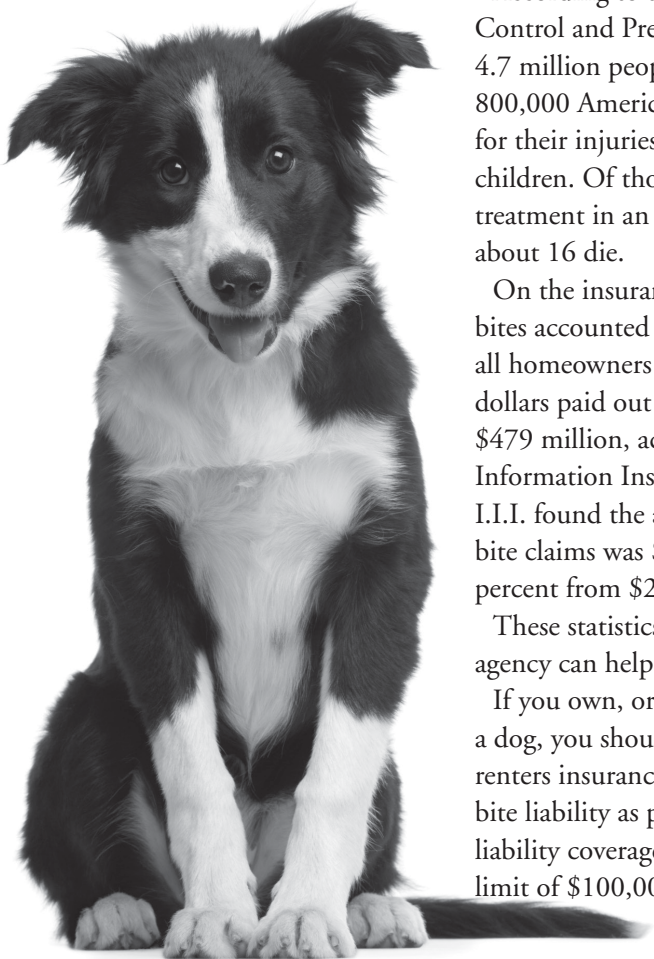 Control and Pre
4.7 million peop
800,000 Americ
for their injuries
children. Of tho
treatment in an
about 16 die.
On the insuran
bites accounted
all homeowners
dollars paid out
$479 million, ac
Information Ins
I.I.I. found the a
bite claims was
percent from $2
These statistics
agency can help
If you own, or
a dog, you shou
renters insuranc
bite liability as p
liability coverage
limit of $100,00